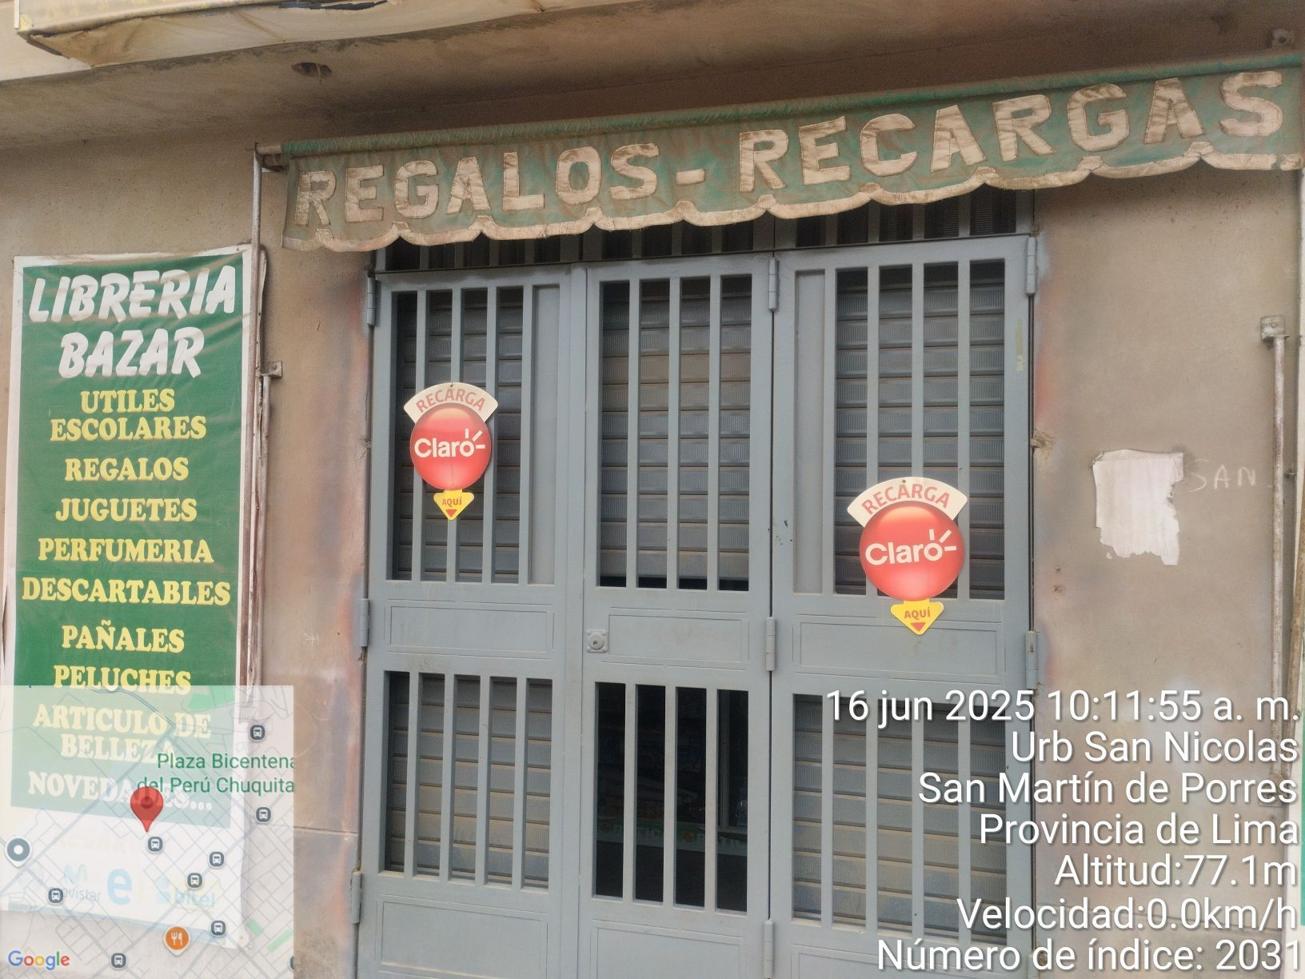 REGALOS - RECARGAS
LIBRERIA
BAZAR
UTILES
ESCOLARES
REGALOS
JUGUETES
PERFUMERIA
DESCARTABLES
PAÑALES
PELUCHES
ARTICULO DE
BELLEZA
RECARGA
Claro
AQUÍ
RECARGA
Claro
AQUÍ
SAN
Plaza Bicentena
del Perú Chuquita
movistar
e
bitel
Google
16 jun 2025 10:11:55 a. m.
Urb San Nicolas
San Martín de Porres
Provincia de Lima
Altitud:77.1m
Velocidad:0.0km/h
Número de índice: 2031